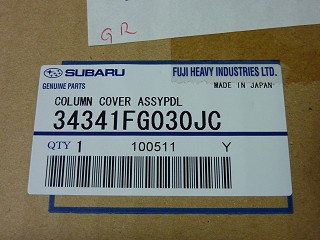 GR
SUBARU FUJI HEAVY INDUSTRIES LTD.
GENUINE PARTS MADE IN JAPAN
COLUMN COVER ASSYPDL
34341FG030JC
QTY 1 100511 Y